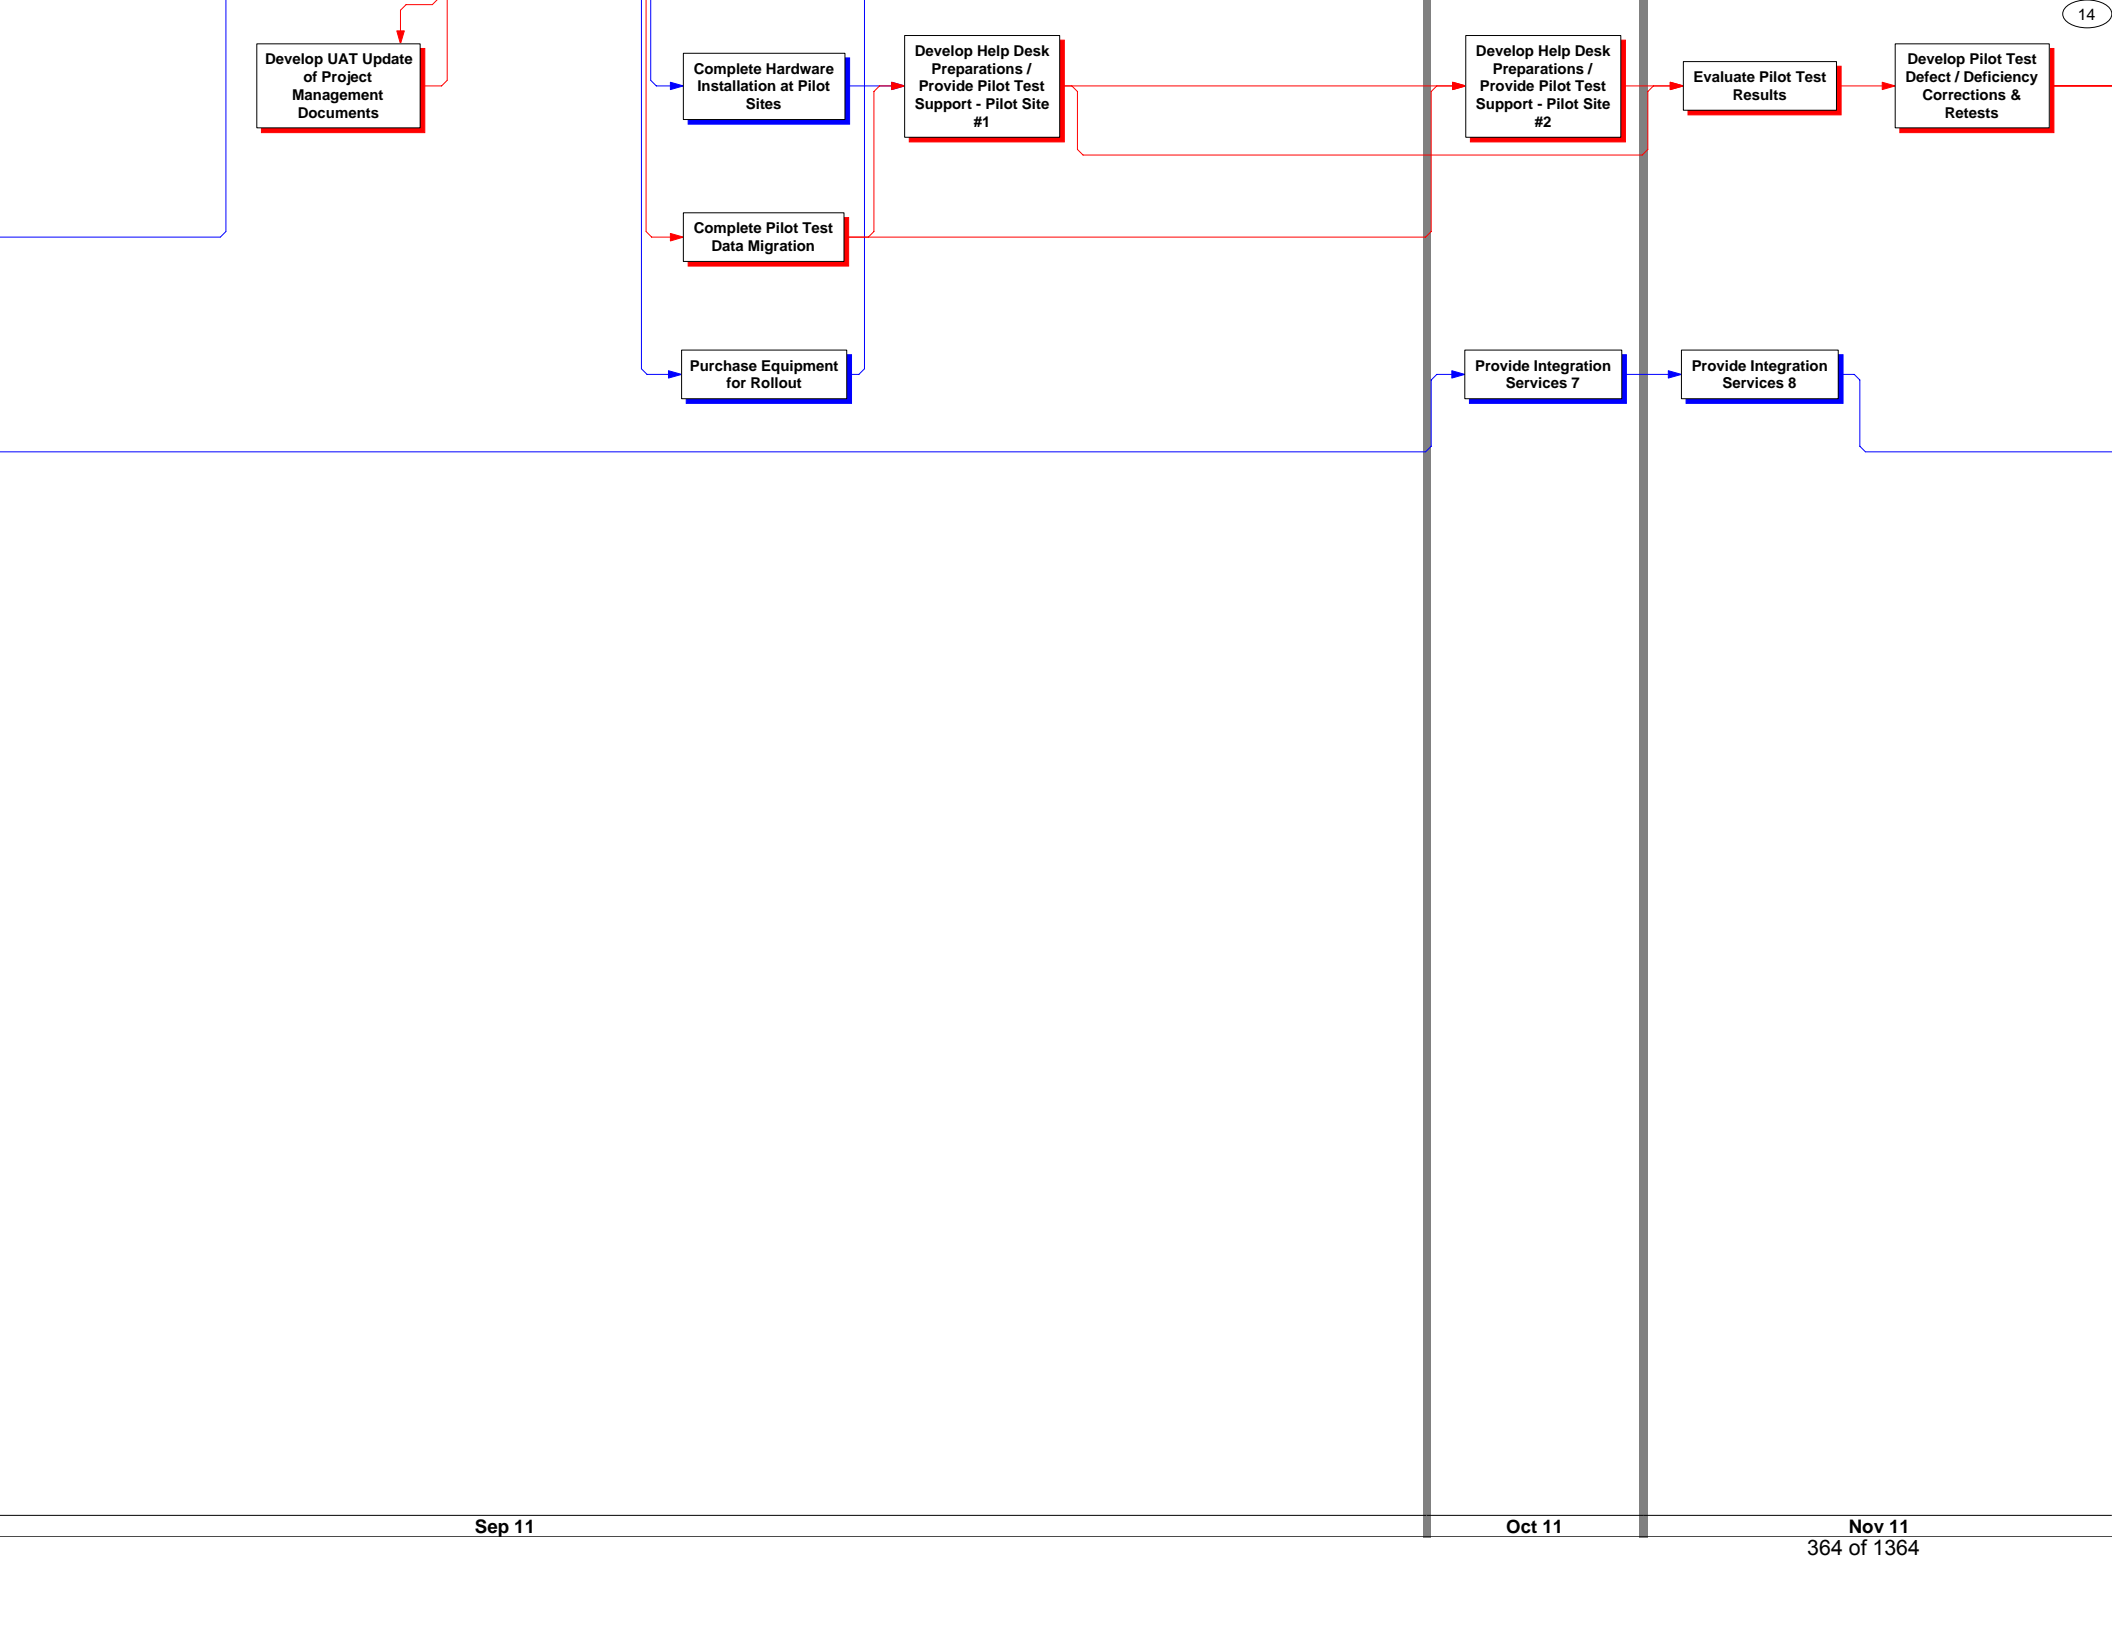 14
Develop UAT Update
of Project
Management
Documents
Complete Hardware
Installation at Pilot
Sites
Develop Help Desk
Preparations /
Provide Pilot Test
Support - Pilot Site
#1
Develop Help Desk
Preparations /
Provide Pilot Test
Support - Pilot Site
#2
Evaluate Pilot Test
Results
Develop Pilot Test
Defect / Deficiency
Corrections &
Retests
Complete Pilot Test
Data Migration
Purchase Equipment
for Rollout
Provide Integration
Services 7
Provide Integration
Services 8
Sep 11
Oct 11
Nov 11
364 of 1364